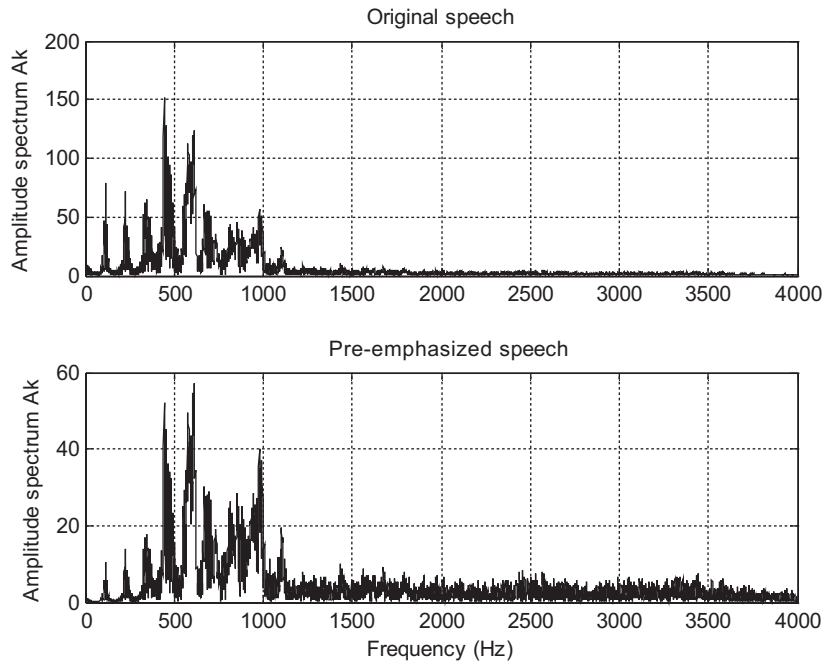 Original speech
Amplitude spectrum Ak
200
150
100
50
0
0 500 1000 1500 2000 2500 3000 3500 4000
Pre-emphasized speech
Amplitude spectrum Ak
60
40
20
0
0 500 1000 1500 2000 2500 3000 3500 4000
Frequency (Hz)